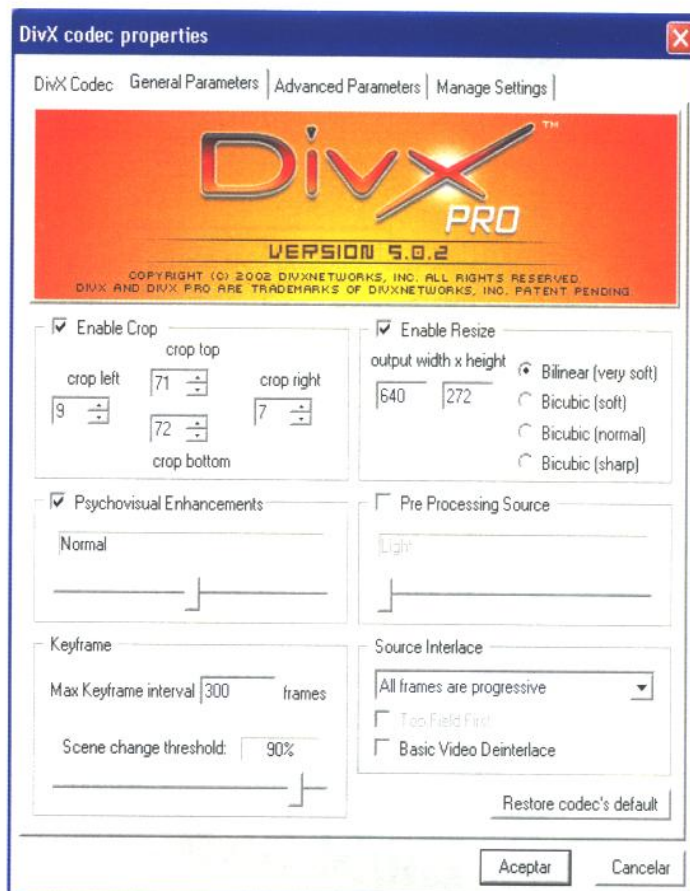 DivX codec properties
DivX Codec
General Parameters
Advanced Parameters
Manage Settings
DivX™
PRO
VERSION 5.0.2
COPYRIGHT (C) 2002 DIVXNETWORKS, INC. ALL RIGHTS RESERVED
DIVX AND DIVX PRO ARE TRADEMARKS OF DIVXNETWORKS, INC. PATENT PENDING
Enable Crop
crop top
crop left
71
crop right
9
7
72
crop bottom
Enable Resize
output width x height
640
272
Bilinear (very soft)
Bicubic (soft)
Bicubic (normal)
Bicubic (sharp)
Psychovisual Enhancements
Normal
Pre Processing Source
Light
Keyframe
Max Keyframe interval 300 frames
Scene change threshold: 90%
Source Interlace
All frames are progressive
Top Field First
Basic Video Deinterlace
Restore codec's default
Aceptar
Cancelar